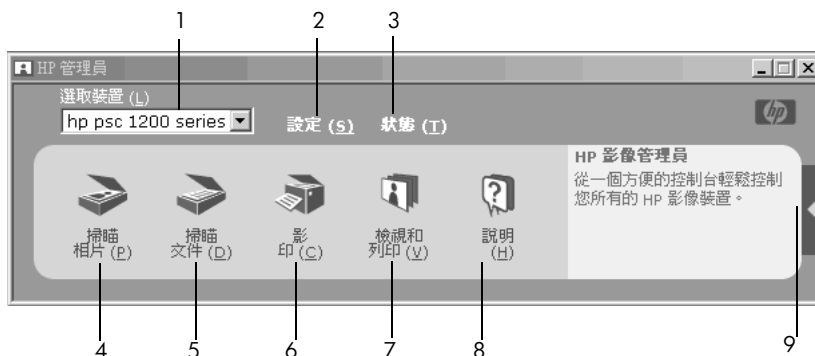 1 2 3
HP 管理員
選取裝置 (L)
hp psc 1200 series
設定 (S) 狀態 (T)
hp
HP 影像管理員
從一個方便的控制台輕鬆控制
您所有的 HP 影像裝置。
掃瞄
相片 (P)
掃瞄
文件 (D)
影
印 (C)
檢視和
列印 (V)
說明
(H)
4 5 6 7 8 9